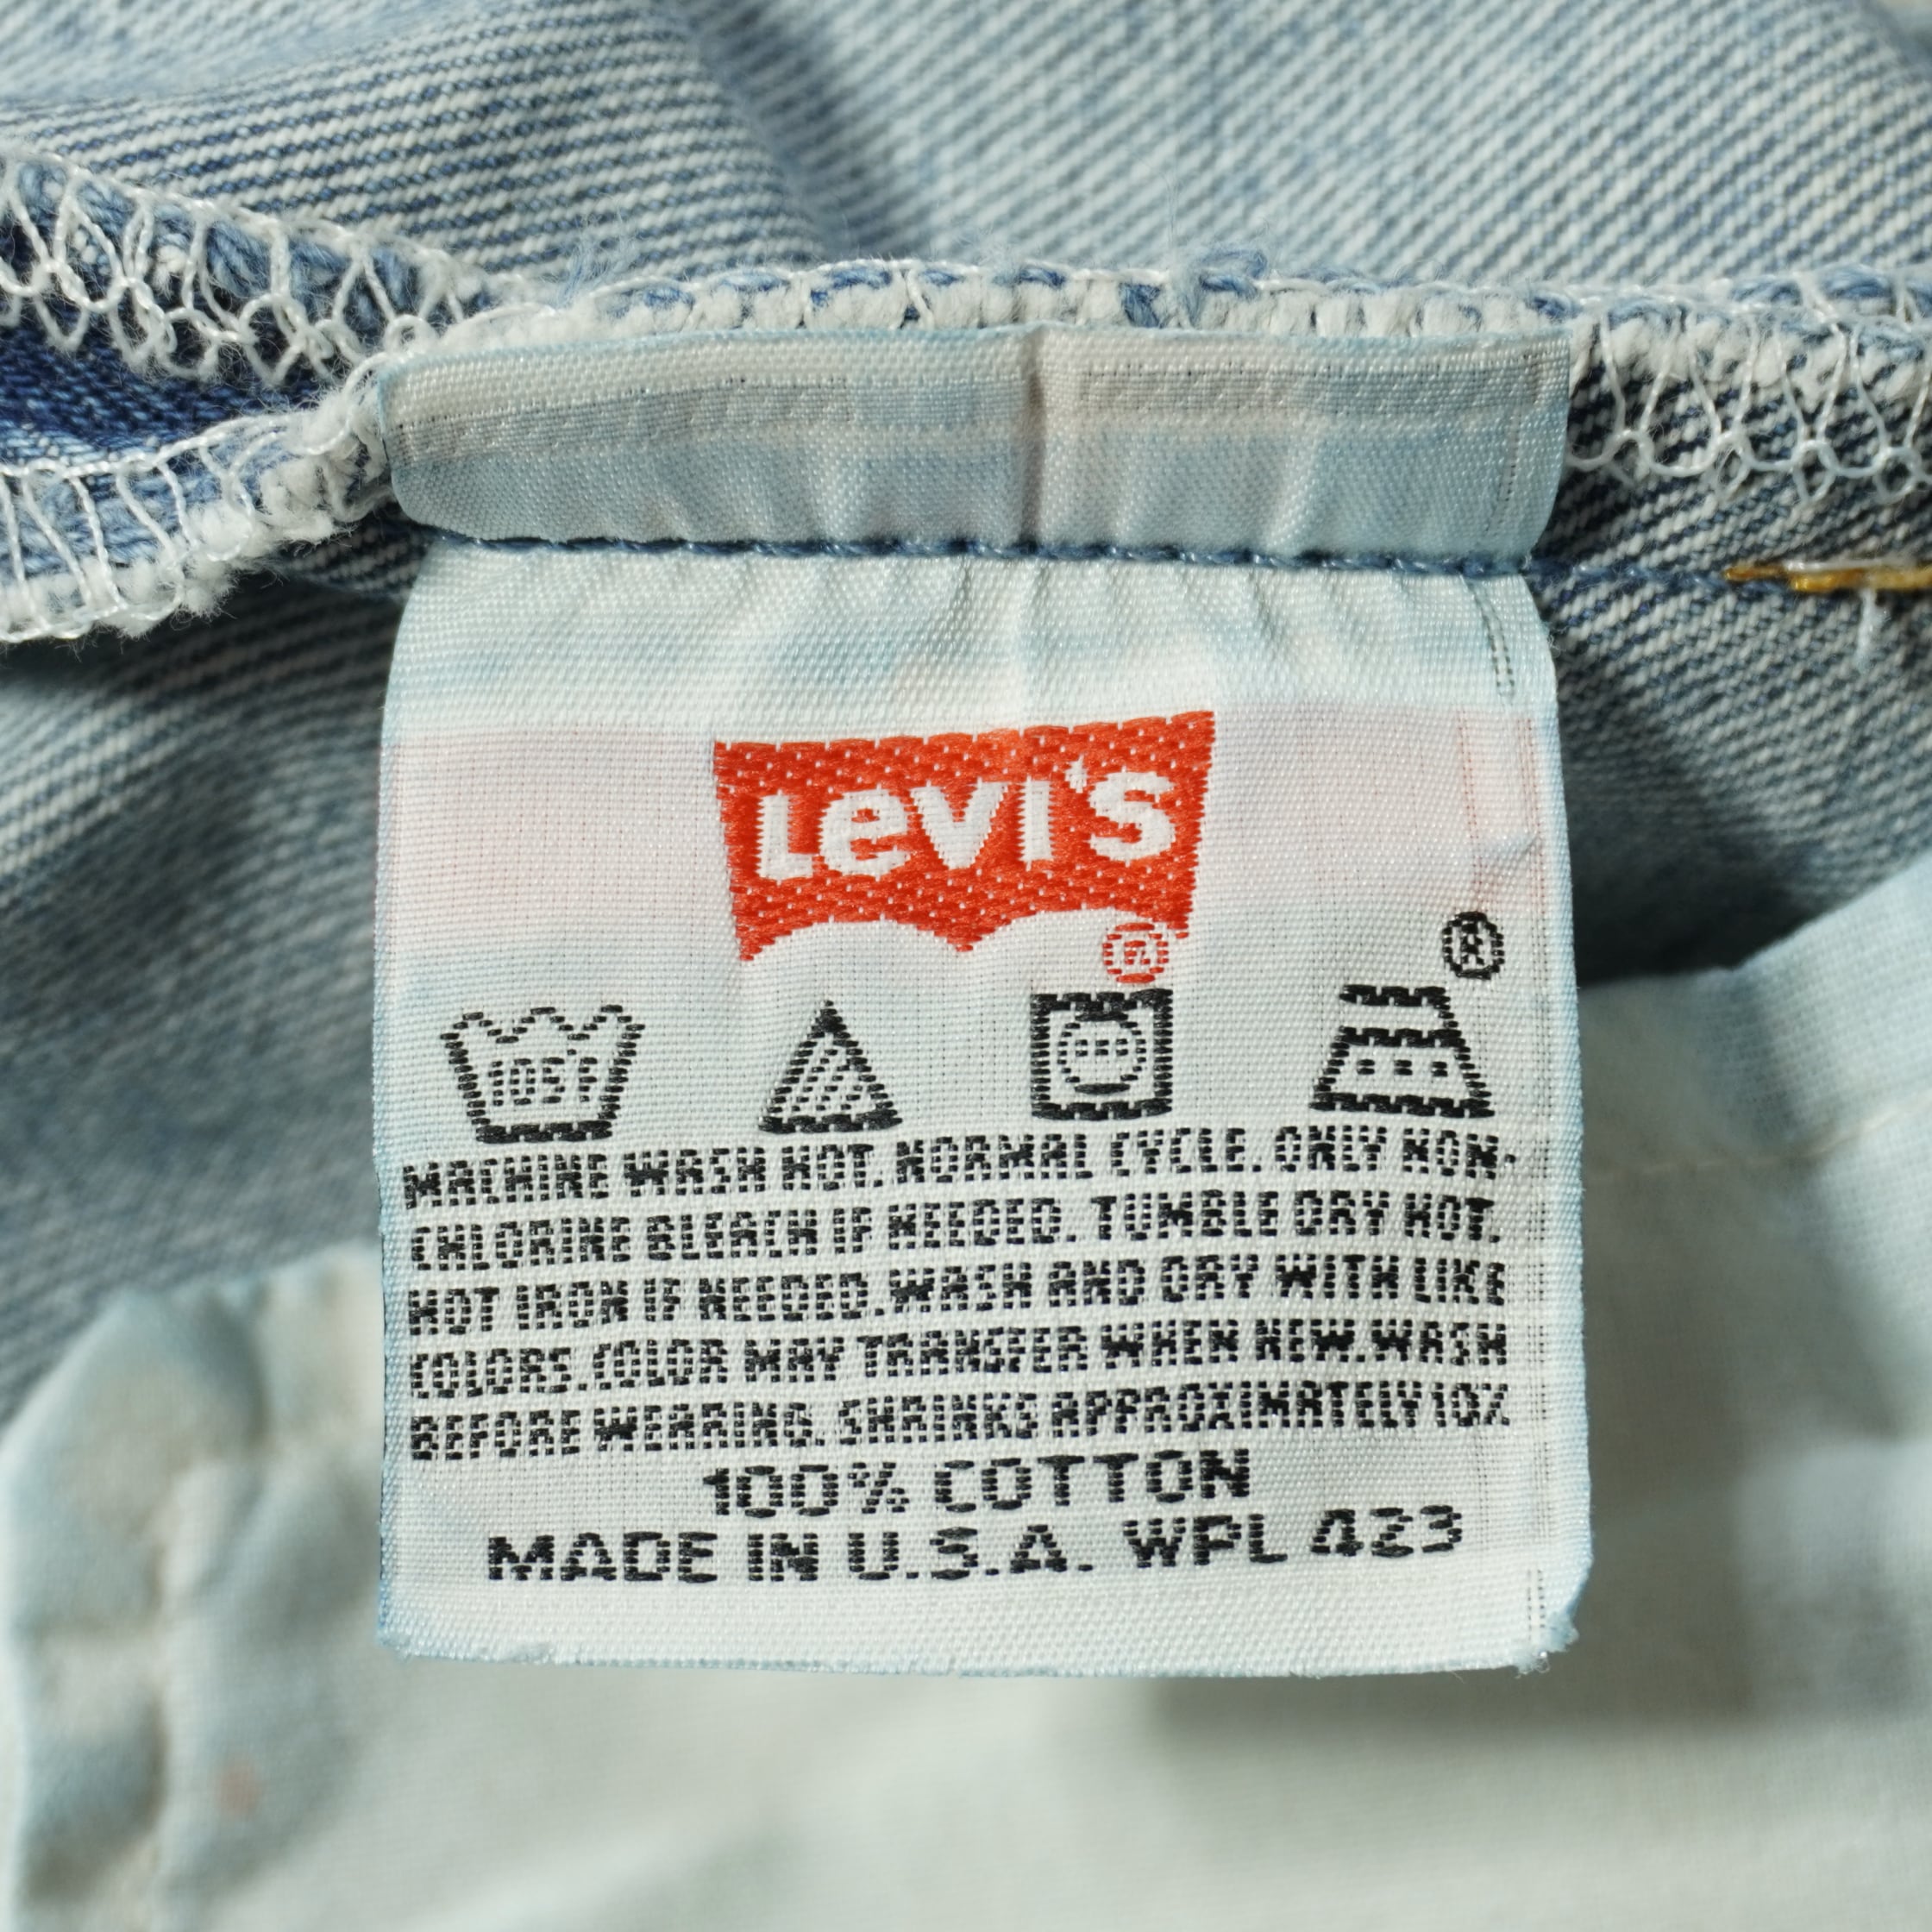 LEVI'S
®
®
105°F
MACHINE WASH HOT. NORMAL CYCLE. ONLY NON-
CHLORINE BLEACH IF NEEDED. TUMBLE DRY HOT.
HOT IRON IF NEEDED. WASH AND DRY WITH LIKE
COLORS. COLOR MAY TRANSFER WHEN NEW. WASH
BEFORE WEARING. SHRINKS APPROXIMATELY 10%
100% COTTON
MADE IN U.S.A. WPL 423